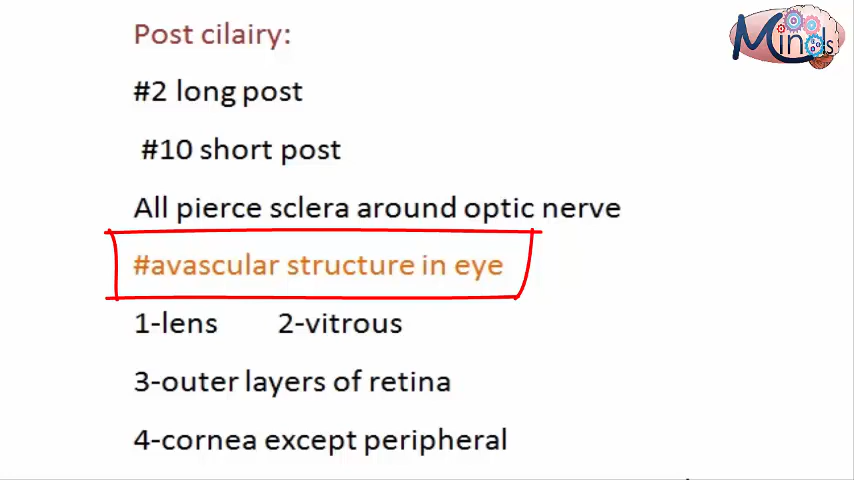 Minds
Post cilairy:
#2 long post
#10 short post
All pierce sclera around optic nerve
#avascular structure in eye
1-lens 2-vitrous
3-outer layers of retina
4-cornea except peripheral